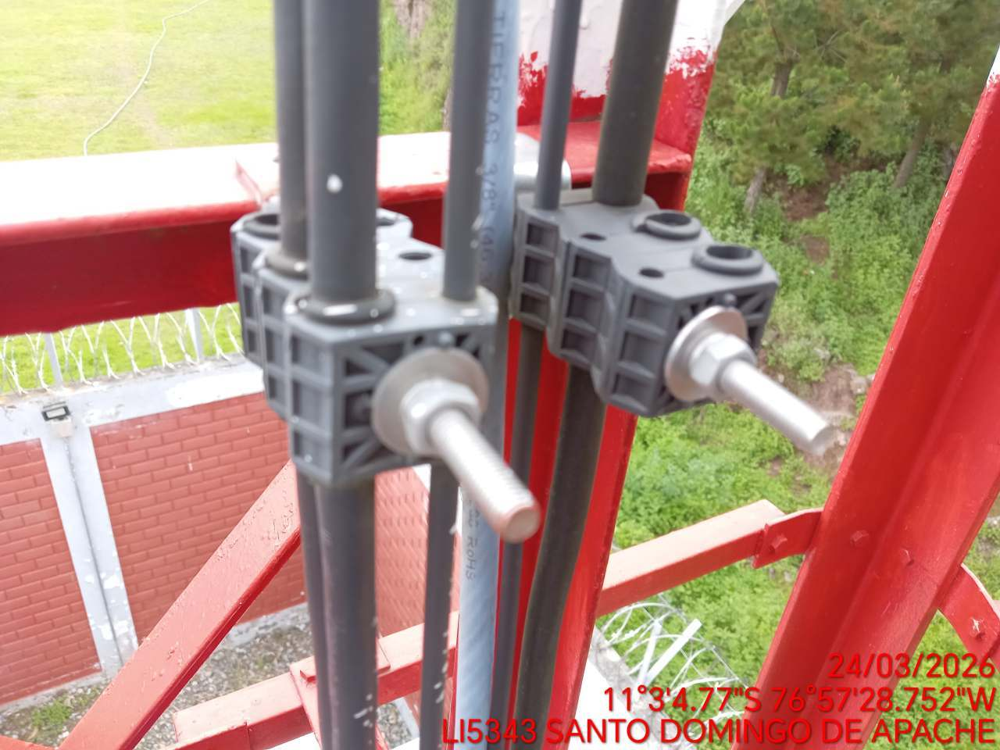 TIERRAS 3/8"
RoHS
24/03/2026
11°3'4.77"S 76°57'28.752"W
LI5343 SANTO DOMINGO DE APACHE